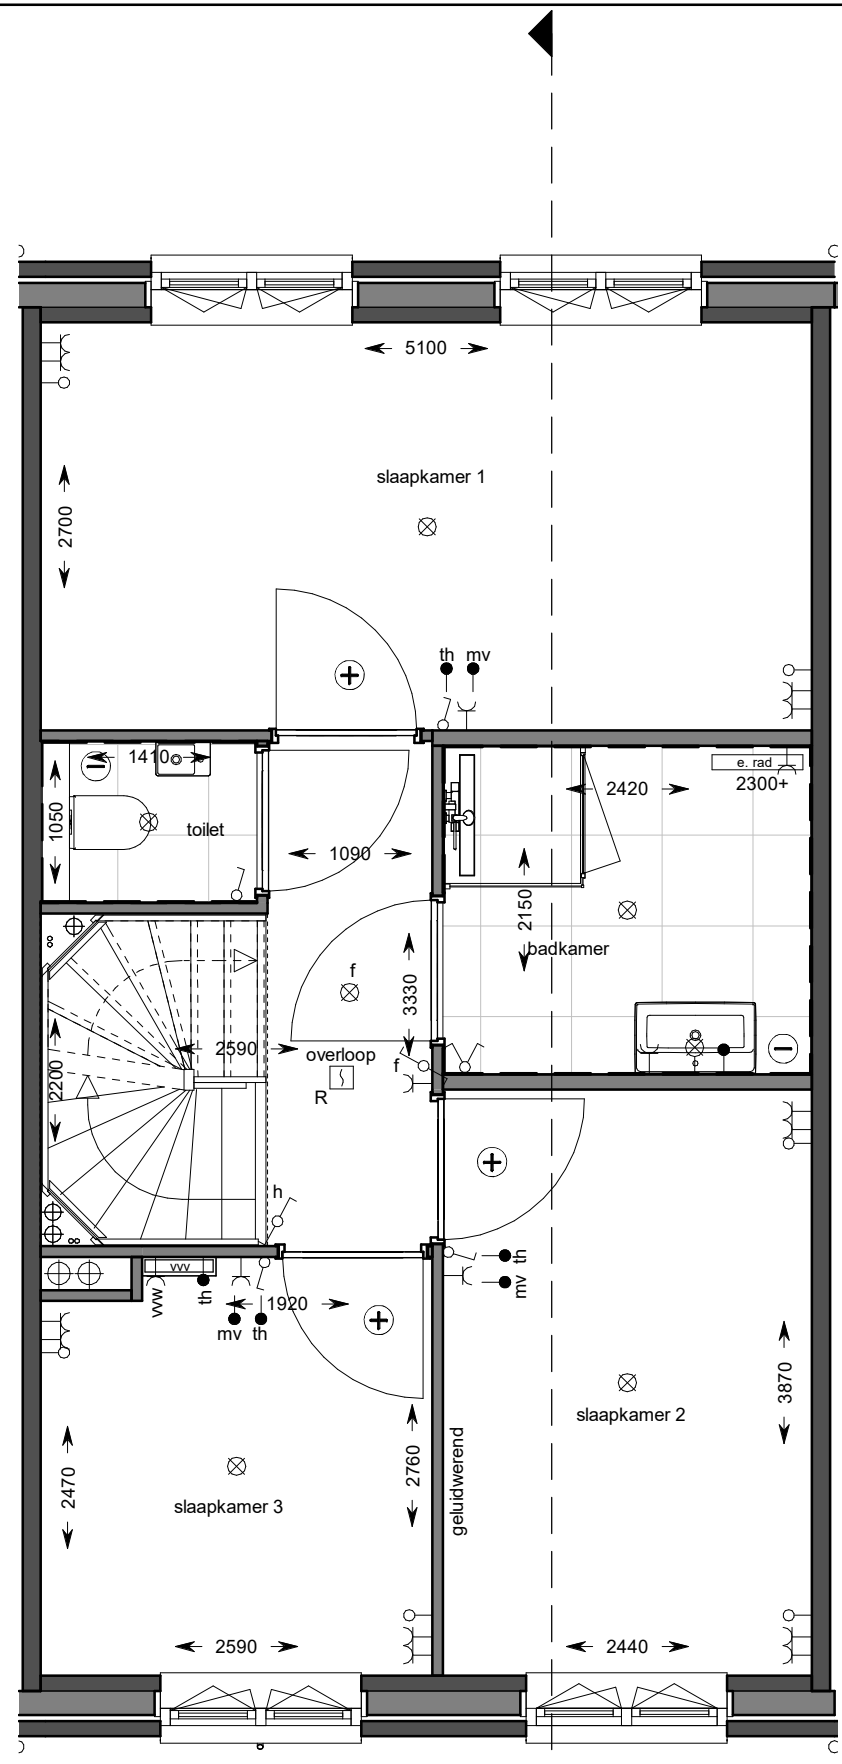 5100
slaapkamer 1
2700
th mv
1410
e. rad
2300+
1050
toilet
1090
2420
2150
badkamer
f
3330
2590
overloop
f
R
2200
h
vvv
th
mv
vvw
th
1920
mv th
3870
slaapkamer 2
2760
geluidwerend
2470
slaapkamer 3
2590
2440